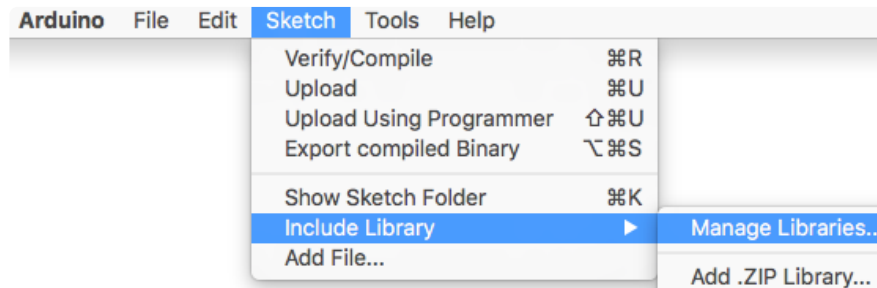 Arduino File Edit Sketch Tools Help
Verify/Compile ⌘R
Upload ⌘U
Upload Using Programmer ⇧⌘U
Export compiled Binary ⌥⌘S
Show Sketch Folder ⌘K
Include Library ▶ Manage Libraries..
Add File...
Add .ZIP Library...